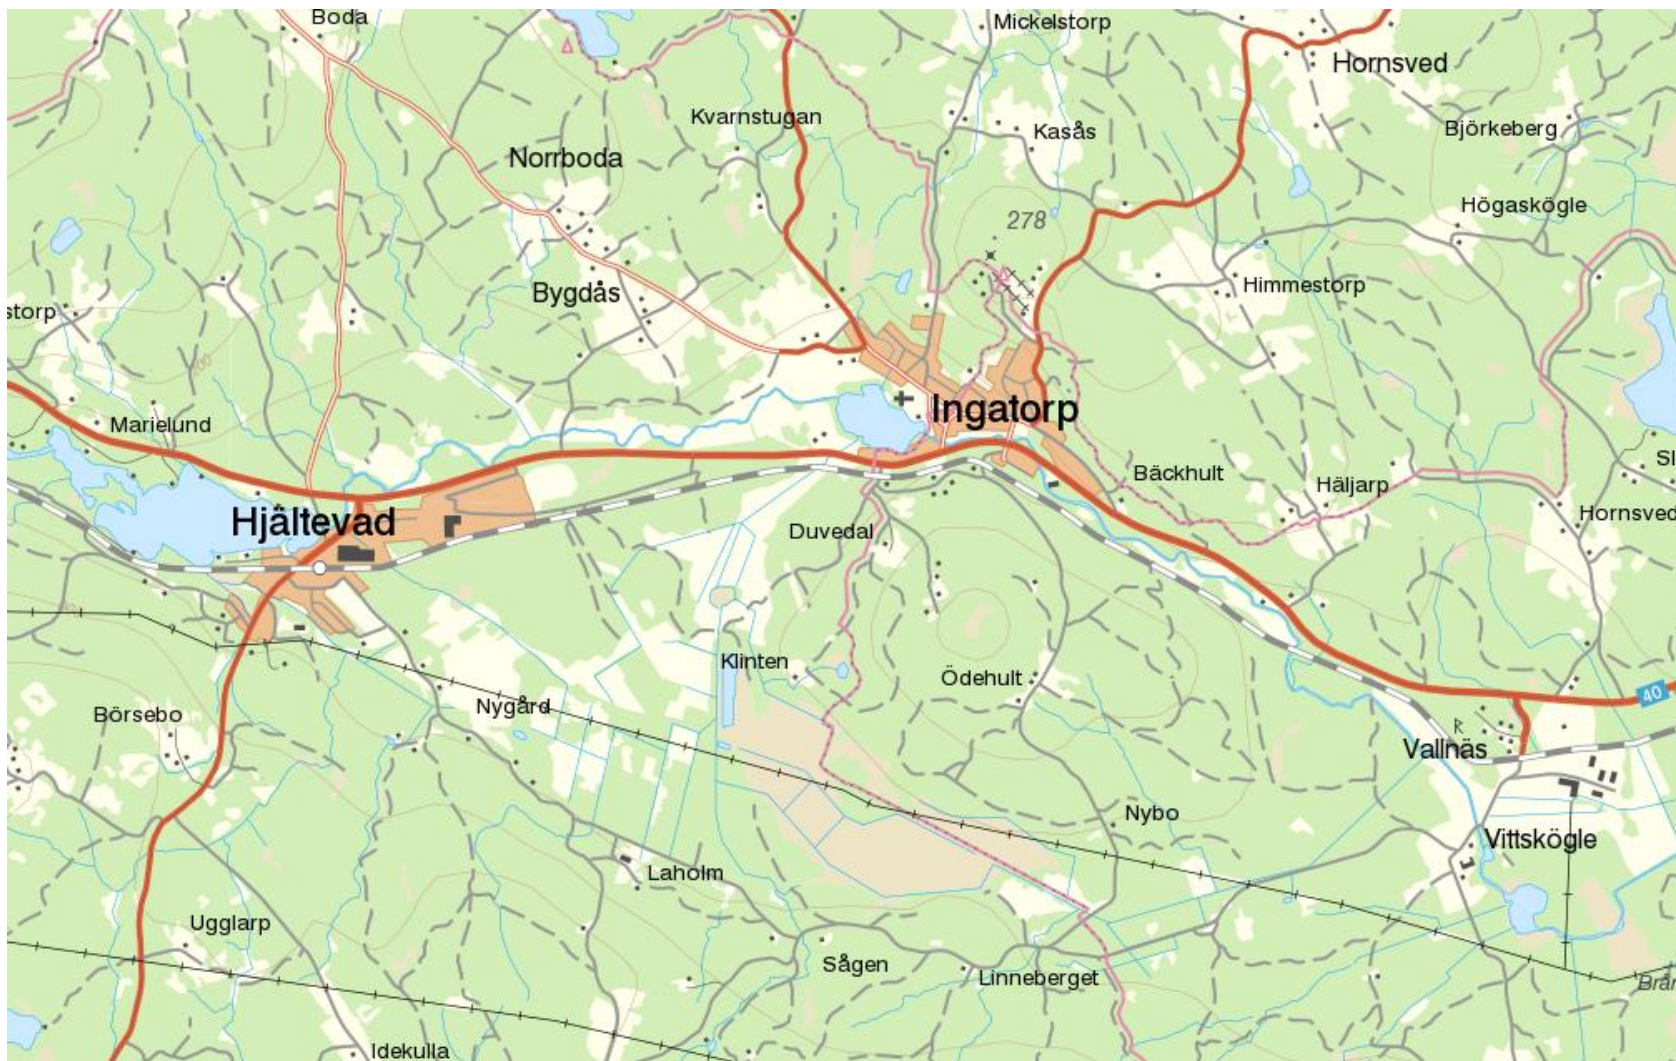 Boda
Mickelstorp
Hornsved
Kvarnstugan
Kasås
Björkeberg
Norrboda
Högaskögle
278
Himmestorp
Bygdås
storp
Ingatorp
Marielund
Bäckhult
Häljarp
Hjältevad
Duvedal
Hornsved
Klinten
Ödehult
Nygård
40
Börsebo
Vallnäs
Nybo
Vittskögle
Laholm
Ugglarp
Sågen
Linneberget
Idekulla